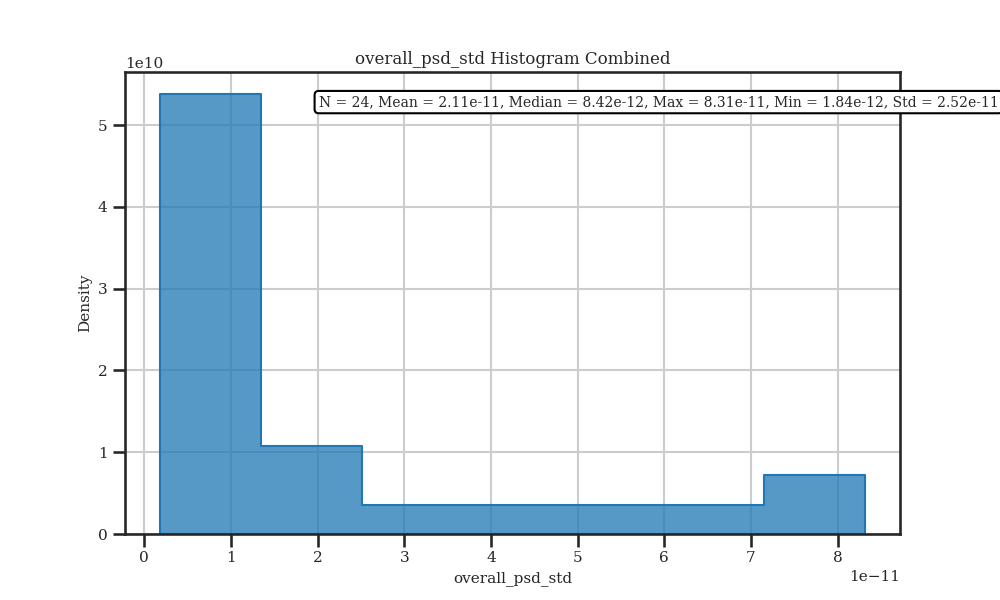 overall_psd_std Histogram Combined
1e10
N = 24, Mean = 2.11e-11, Median = 8.42e-12, Max = 8.31e-11, Min = 1.84e-12, Std = 2.52e-11
5
4
3
2
1
0
Density
0 1 2 3 4 5 6 7 8
1e−11
overall_psd_std